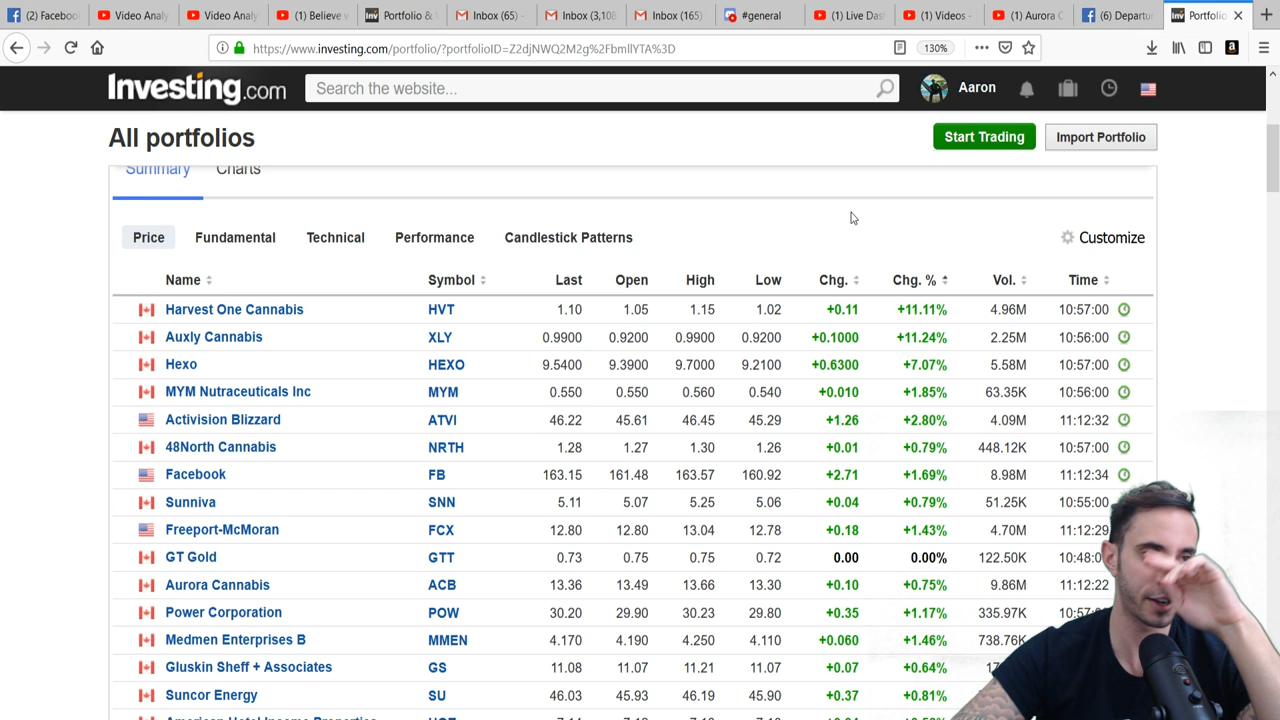 (2) Facebook
Video Analy
Video Analy
(1) Believe
Portfolio &
Inbox (65)
Inbox (3,108
Inbox (165)
#general
(1) Live Das
(1) Videos -
(1) Aurora C
(6) Departur
Portfolio
https://www.investing.com/portfolio/?portfolioID=Z2djNWQ2M2g%2FbmllYTA%3D
130%
Investing.com
Search the website...
Aaron
All portfolios
Start Trading
Import Portfolio
Summary Charts
Price Fundamental Technical Performance Candlestick Patterns Customize
Name Symbol Last Open High Low Chg. Chg. % Vol. Time
Harvest One Cannabis HVT 1.10 1.05 1.15 1.02 +0.11 +11.11% 4.96M 10:57:00
Auxly Cannabis XLY 0.9900 0.9200 0.9900 0.9200 +0.1000 +11.24% 2.25M 10:56:00
Hexo HEXO 9.5400 9.3900 9.7000 9.2100 +0.6300 +7.07% 5.58M 10:57:00
MYM Nutraceuticals Inc MYM 0.550 0.550 0.560 0.540 +0.010 +1.85% 63.35K 10:56:00
Activision Blizzard ATVI 46.22 45.61 46.45 45.29 +1.26 +2.80% 4.09M 11:12:32
48North Cannabis NRTH 1.28 1.27 1.30 1.26 +0.01 +0.79% 448.12K 10:57:00
Facebook FB 163.15 161.48 163.57 160.92 +2.71 +1.69% 8.98M 11:12:34
Sunniva SNN 5.11 5.07 5.25 5.06 +0.04 +0.79% 51.25K 10:55:00
Freeport-McMoran FCX 12.80 12.80 13.04 12.78 +0.18 +1.43% 4.70M 11:12:29
GT Gold GTT 0.73 0.75 0.75 0.72 0.00 0.00% 122.50K 10:48:0
Aurora Cannabis ACB 13.36 13.49 13.66 13.30 +0.10 +0.75% 9.86M 11:12:22
Power Corporation POW 30.20 29.90 30.23 29.80 +0.35 +1.17% 335.97K 10:57:
Medmen Enterprises B MMEN 4.170 4.190 4.250 4.110 +0.060 +1.46% 738.76K
Gluskin Sheff + Associates GS 11.08 11.07 11.21 11.07 +0.07 +0.64%
Suncor Energy SU 46.03 45.93 46.19 45.90 +0.37 +0.81%